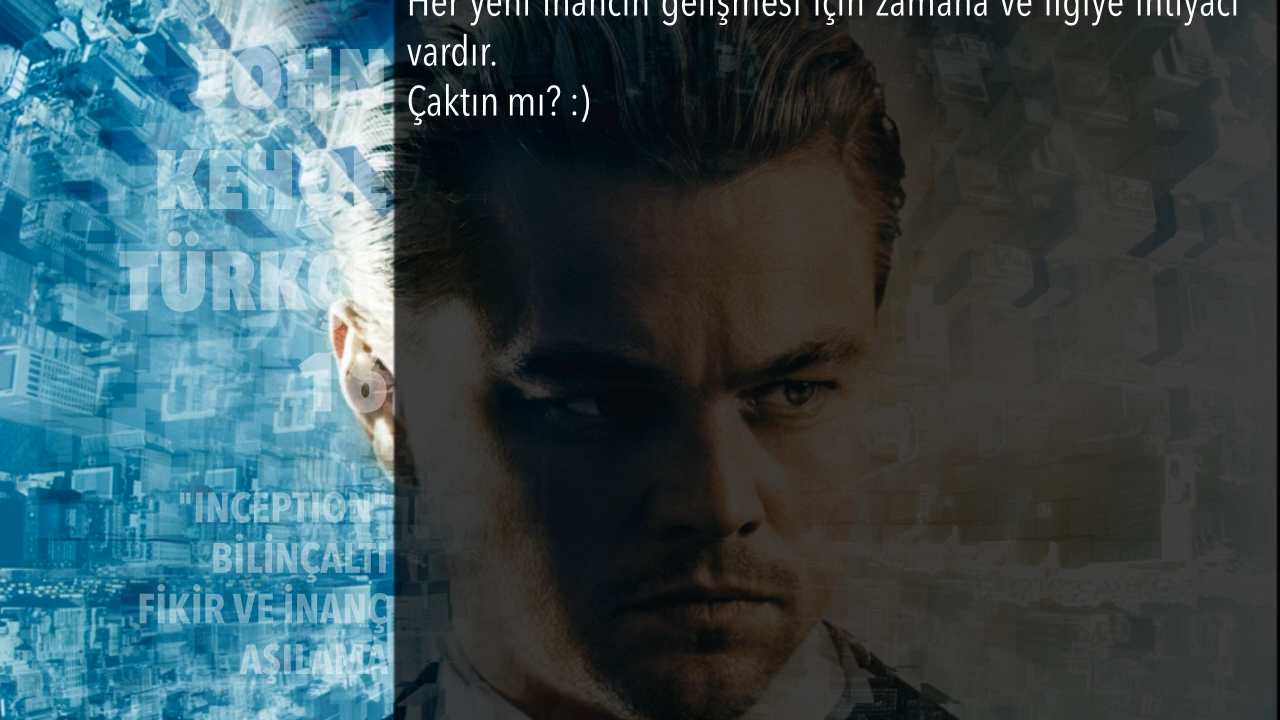 JOHN
KEHOE
TÜRKÇE
16
"INCEPTION"
BİLİNÇALTI
FİKİR VE İNANÇ
AŞILAMA
Her yeni inancın gelişmesi için zamana ve ilgiye ihtiyacı
vardır.
Çaktın mı? :)